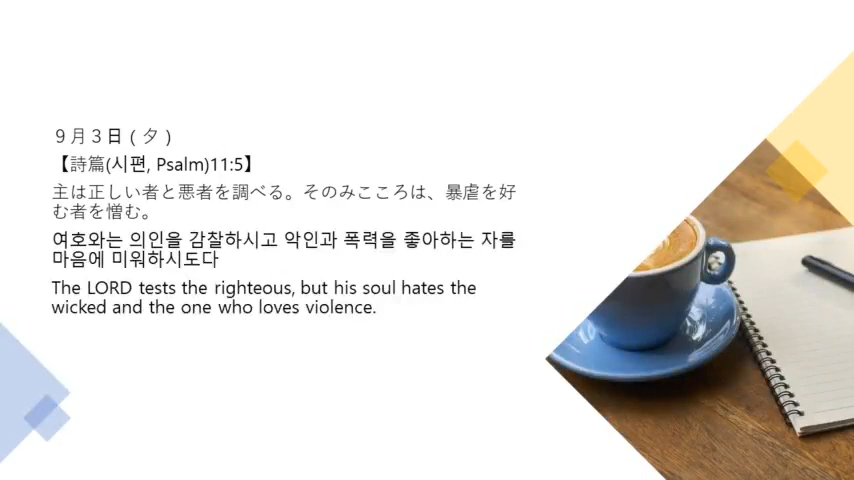 ９月３日（夕）
【詩篇(시편, Psalm)11:5】
主は正しい者と悪者を調べる。そのみこころは、暴虐を好
む者を憎む。
여호와는 의인을 감찰하시고 악인과 폭력을 좋아하는 자를
마음에 미워하시도다
The LORD tests the righteous, but his soul hates the
wicked and the one who loves violence.